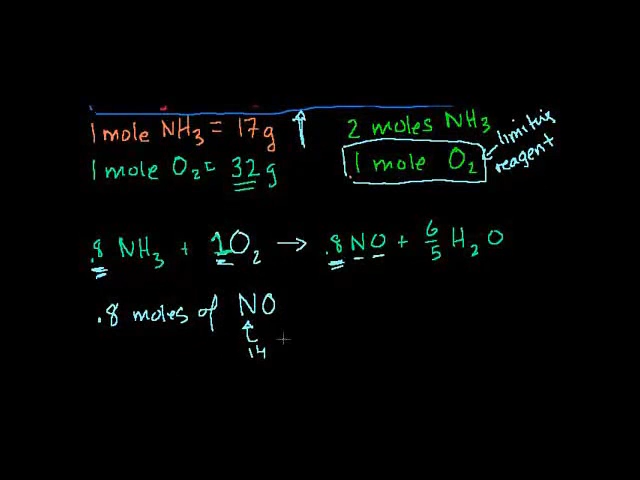 1 mole NH₃ = 17g
1 mole O₂ = 32g
2 moles NH₃
1 mole O₂
limiting reagent
.8 NH₃ + 1O₂ → .8 NO + 6/5 H₂O
.8 moles of NO
14 +